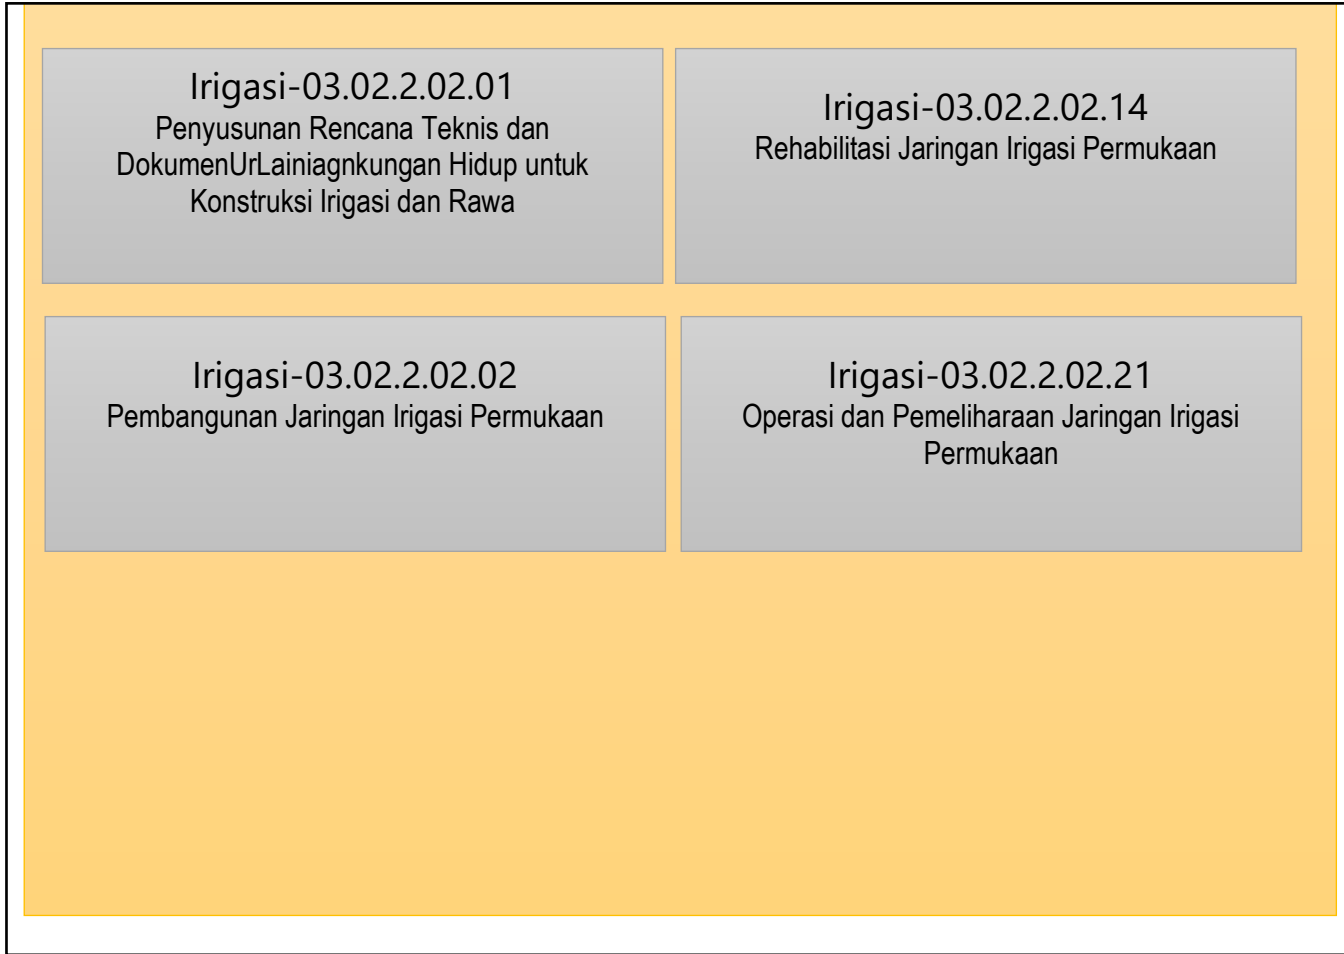 Irigasi-03.02.2.02.01
Penyusunan Rencana Teknis dan
DokumenUrLainiagnkungan Hidup untuk
Konstruksi Irigasi dan Rawa
Irigasi-03.02.2.02.14
Rehabilitasi Jaringan Irigasi Permukaan
Irigasi-03.02.2.02.02
Pembangunan Jaringan Irigasi Permukaan
Irigasi-03.02.2.02.21
Operasi dan Pemeliharaan Jaringan Irigasi
Permukaan